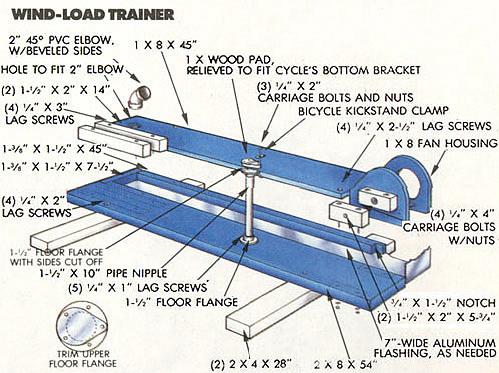 WIND-LOAD TRAINER
2" 45° PVC ELBOW,
W/BEVELED SIDES
1 X 8 X 45"
HOLE TO FIT 2" ELBOW
1 X WOOD PAD,
RELIEVED TO FIT CYCLE'S BOTTOM BRACKET
(2) 1-½" X 2" X 14"
(3) ¼" X 2"
CARRIAGE BOLTS AND NUTS
(4) ¼" X 3"
LAG SCREWS
BICYCLE KICKSTAND CLAMP
(4) ¼" X 2-½" LAG SCREWS
1 X 8 FAN HOUSING
1-⅜" X 1-½" X 45"
1-⅜" X 1-½" X 7-½"
(4) ¼" X 2"
LAG SCREWS
(4) ¼" X 4"
CARRIAGE BOLTS
W/NUTS
1-½" FLOOR FLANGE
WITH SIDES CUT OFF
1-½" X 10" PIPE NIPPLE
(5) ¼" X 1" LAG SCREWS
1-½" FLOOR FLANGE
¾" X 1-½" NOTCH
(2) 1-½" X 2" X 5-¾"
7"-WIDE ALUMINUM
FLASHING, AS NEEDED
TRIM UPPER
FLOOR FLANGE
(2) 2 X 4 X 28"
2 X 8 X 54"